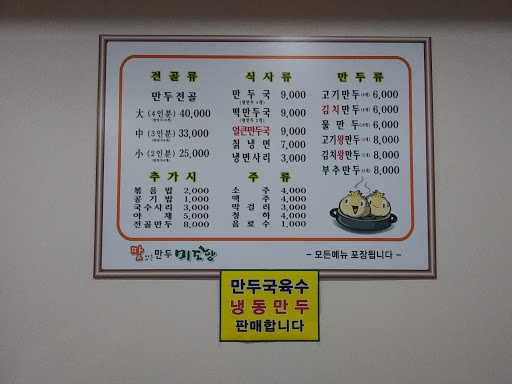 전골류
만두전골
大 (4인분) 40,000
中 (3인분) 33,000
小 (2인분) 25,000
추가시
볶음밥 2,000
공기밥 1,000
국수사리 3,000
야채 5,000
전골만두 8,000
식사류
만두국 9,000
떡만두국 9,000
얼큰만두국 9,000
칡냉면 7,000
냉면사리 3,000
주류
소주 4,000
맥주 4,000
막걸리 3,000
청하 4,000
음료수 1,000
만두류
고기만두 6,000
김치만두 6,000
물만두 6,000
고기왕만두 8,000
김치왕만두 8,000
부추만두 8,000
만두 미도향
- 모든메뉴 포장됩니다 -
만두국육수
냉동만두
판매합니다